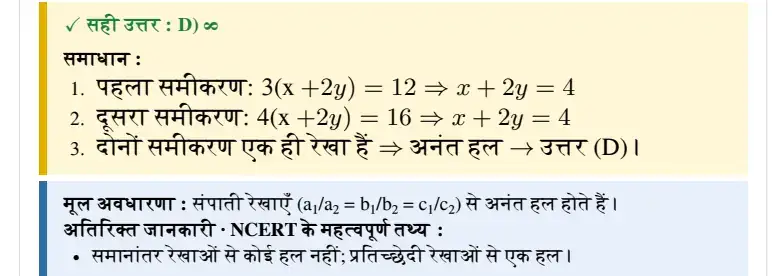 ✓ सही उत्तर : D) ∞
समाधान :
1. पहला समीकरण: 3(x +2y) = 12 ⇒ x + 2y = 4
2. दूसरा समीकरण: 4(x +2y) = 16 ⇒ x + 2y = 4
3. दोनों समीकरण एक ही रेखा हैं ⇒ अनंत हल → उत्तर (D)।
मूल अवधारणा : संपाती रेखाएँ (a₁/a₂ = b₁/b₂ = c₁/c₂) से अनंत हल होते हैं।
अतिरिक्त जानकारी · NCERT के महत्वपूर्ण तथ्य :
• समानांतर रेखाओं से कोई हल नहीं; प्रतिच्छेदी रेखाओं से एक हल।